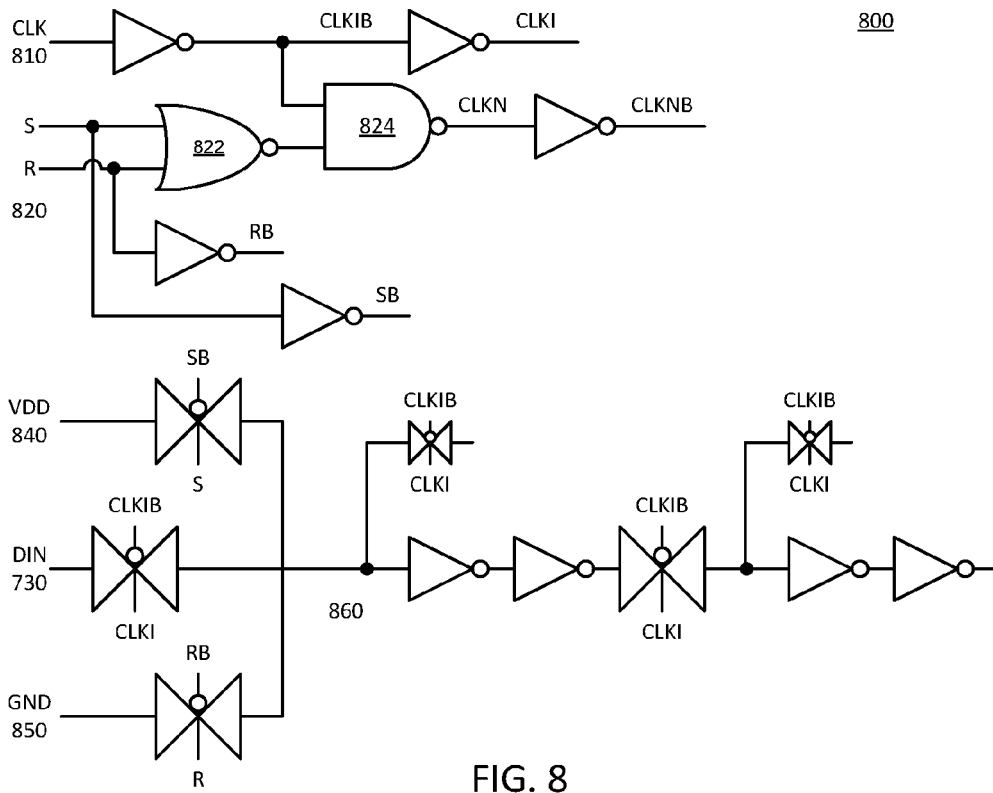 CLK
810
CLKIB
CLKI
800
S
R
820
822
824
CLKN
CLKNB
RB
SB
SB
VDD
840
S
CLKIB
CLKI
CLKIB
CLKI
CLKIB
DIN
730
CLKI
860
CLKIB
CLKI
RB
GND
850
R
FIG. 8